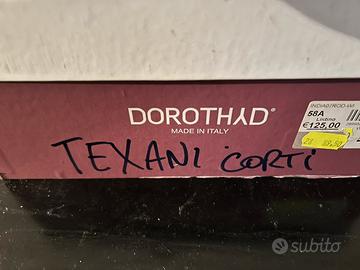 DOROTHYD®
MADE IN ITALY
58A
€125,00
TEXANI CORTI
subito